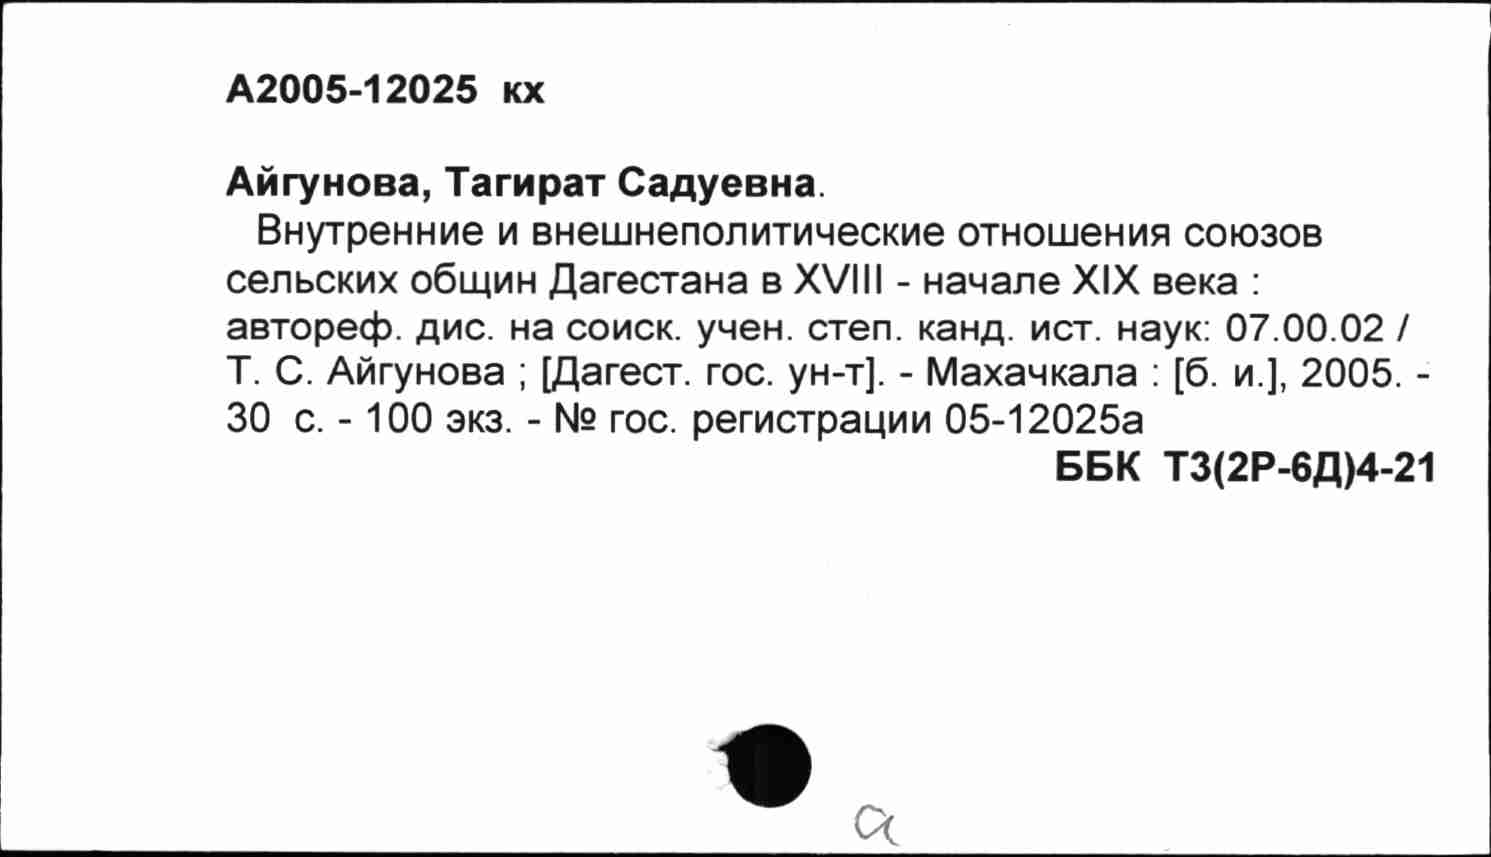 А2005-12025 кх
Айгунова, Тагират Садуевна.
Внутренние и внешнеполитические отношения союзов
сельских общин Дагестана в XVIII - начале XIX века :
автореф. дис. на соиск. учен. степ. канд. ист. наук: 07.00.02 /
Т. С. Айгунова ; [Дагест. гос. ун-т]. - Махачкала : [б. и.], 2005. -
30 с. - 100 экз. - № гос. регистрации 05-12025а
ББК Т3(2Р-6Д)4-21
а